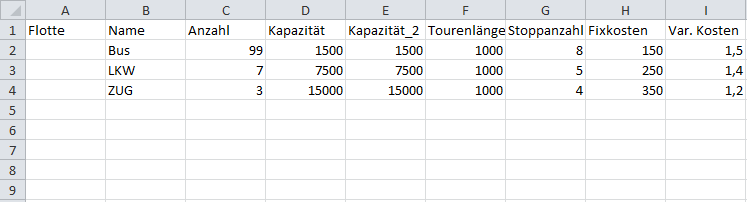 A B C D E F G H I
1 Flotte Name Anzahl Kapazität Kapazität_2 Tourenlänge Stoppanzahl Fixkosten Var. Kosten
2 Bus 99 1500 1500 1000 8 150 1,5
3 LKW 7 7500 7500 1000 5 250 1,4
4 ZUG 3 15000 15000 1000 4 350 1,2
5
6
7
8
9